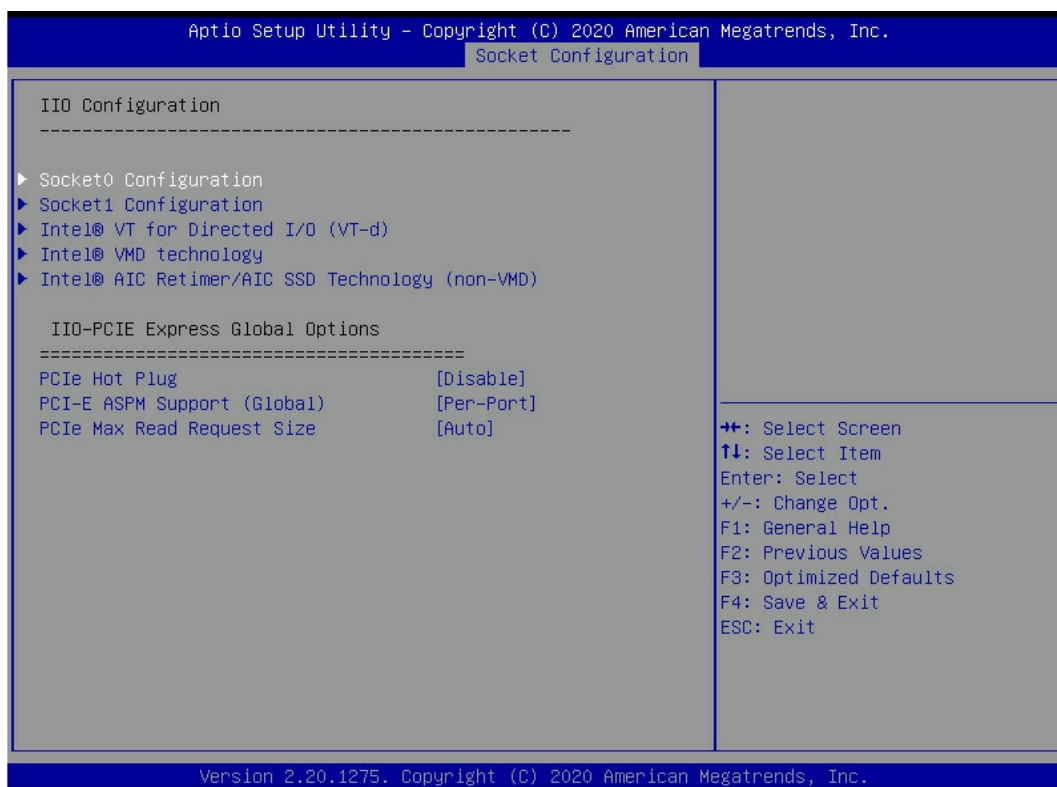 Aptio Setup Utility – Copyright (C) 2020 American Megatrends, Inc.
Socket Configuration
IIO Configuration
--------------------------------------------------
▶ Socket0 Configuration
▶ Socket1 Configuration
▶ Intel® VT for Directed I/O (VT-d)
▶ Intel® VMD technology
▶ Intel® AIC Retimer/AIC SSD Technology (non-VMD)
IIO-PCIE Express Global Options
========================================
PCIe Hot Plug [Disable]
PCI-E ASPM Support (Global) [Per-Port]
PCIe Max Read Request Size [Auto]
→←: Select Screen
↑↓: Select Item
Enter: Select
+/-: Change Opt.
F1: General Help
F2: Previous Values
F3: Optimized Defaults
F4: Save & Exit
ESC: Exit
Version 2.20.1275. Copyright (C) 2020 American Megatrends, Inc.